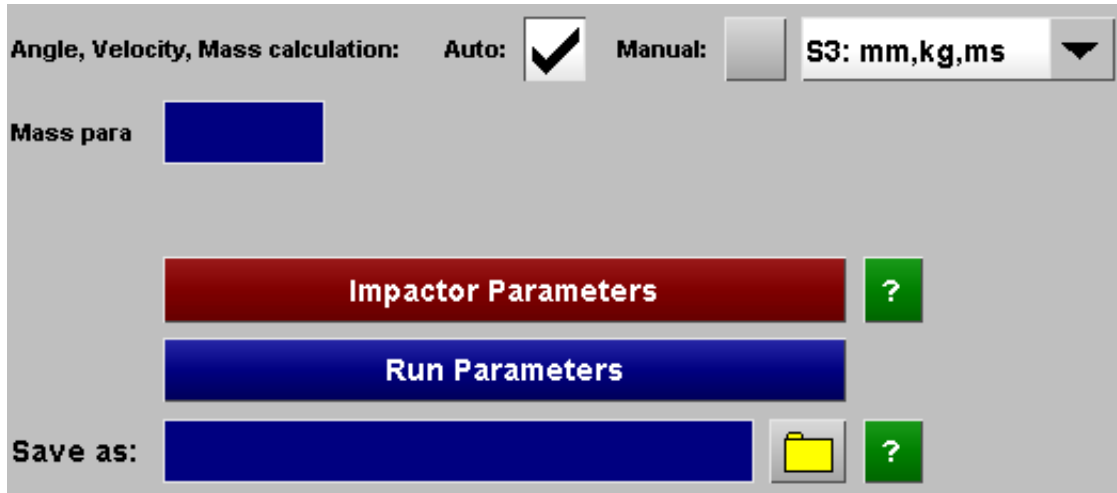 Angle, Velocity, Mass calculation: Auto: Manual: S3: mm,kg,ms
Mass para
Impactor Parameters ?
Run Parameters
Save as: ?